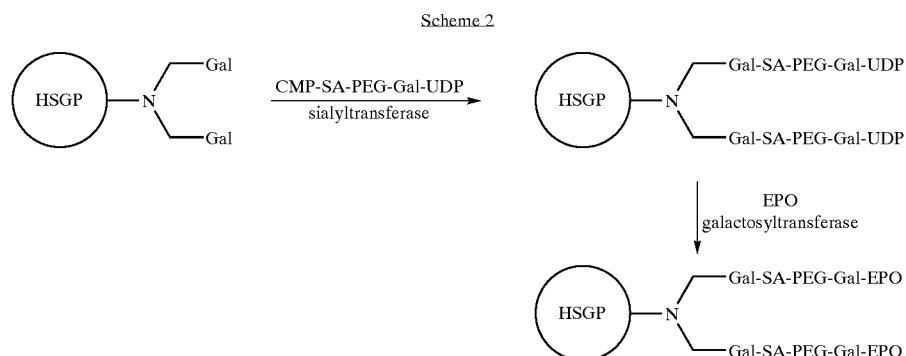 Scheme 2
Gal
HSGP
N
Gal
CMP-SA-PEG-Gal-UDP
sialyltransferase
Gal-SA-PEG-Gal-UDP
HSGP
N
Gal-SA-PEG-Gal-UDP
EPO
galactosyltransferase
Gal-SA-PEG-Gal-EPO
HSGP
N
Gal-SA-PEG-Gal-EPO